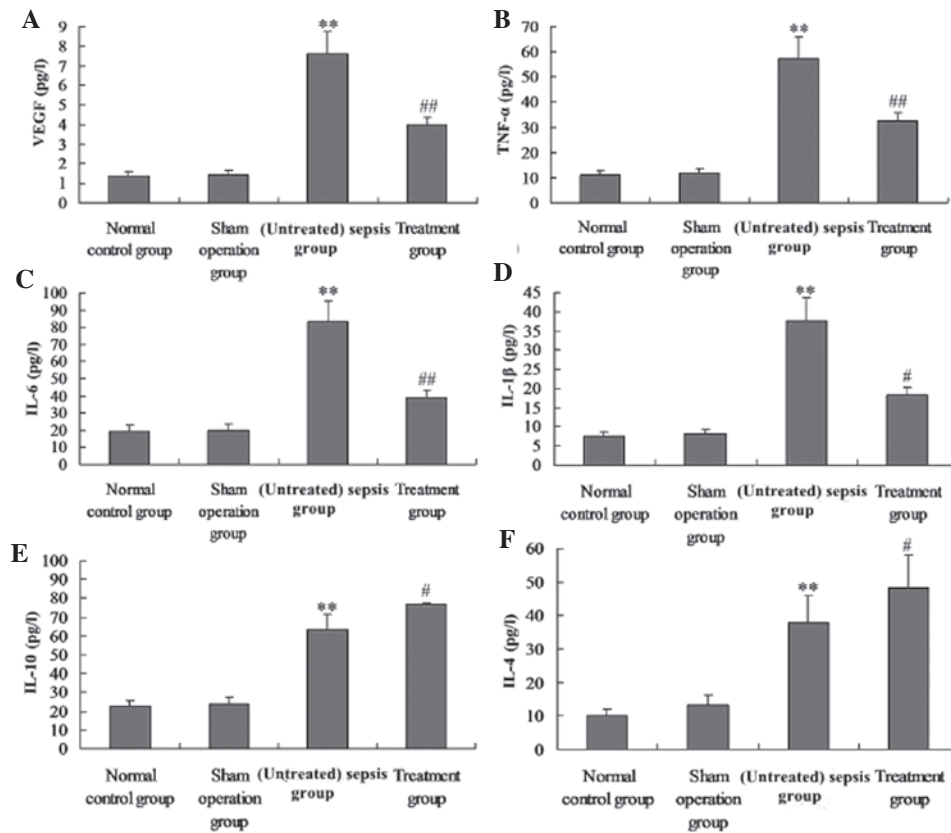 A
VEGF (pg/l)
9
8
7
6
5
4
3
2
1
0
**
##
Normal
control group
Sham
operation
group
(Untreated) sepsis
group
Treatment
group
B
TNF-α (pg/l)
70
60
50
40
30
20
10
0
**
##
Normal
control group
Sham
operation
group
(Untreated) sepsis
group
Treatment
group
C
IL-6 (pg/l)
100
90
80
70
60
50
40
30
20
10
0
**
##
Normal
control group
Sham
operation
group
(Untreated) sepsis
group
Treatment
group
D
IL-1β (pg/l)
45
40
35
30
25
20
15
10
5
0
**
#
Normal
control group
Sham
operation
group
(Untreated) sepsis
group
Treatment
group
E
IL-10 (pg/l)
100
90
80
70
60
50
40
30
20
10
0
**
#
Normal
control group
Sham
operation
group
(Untreated) sepsis
group
Treatment
group
F
IL-4 (pg/l)
60
50
40
30
20
10
0
**
#
Normal
control group
Sham
operation
group
(Untreated) sepsis
group
Treatment
group